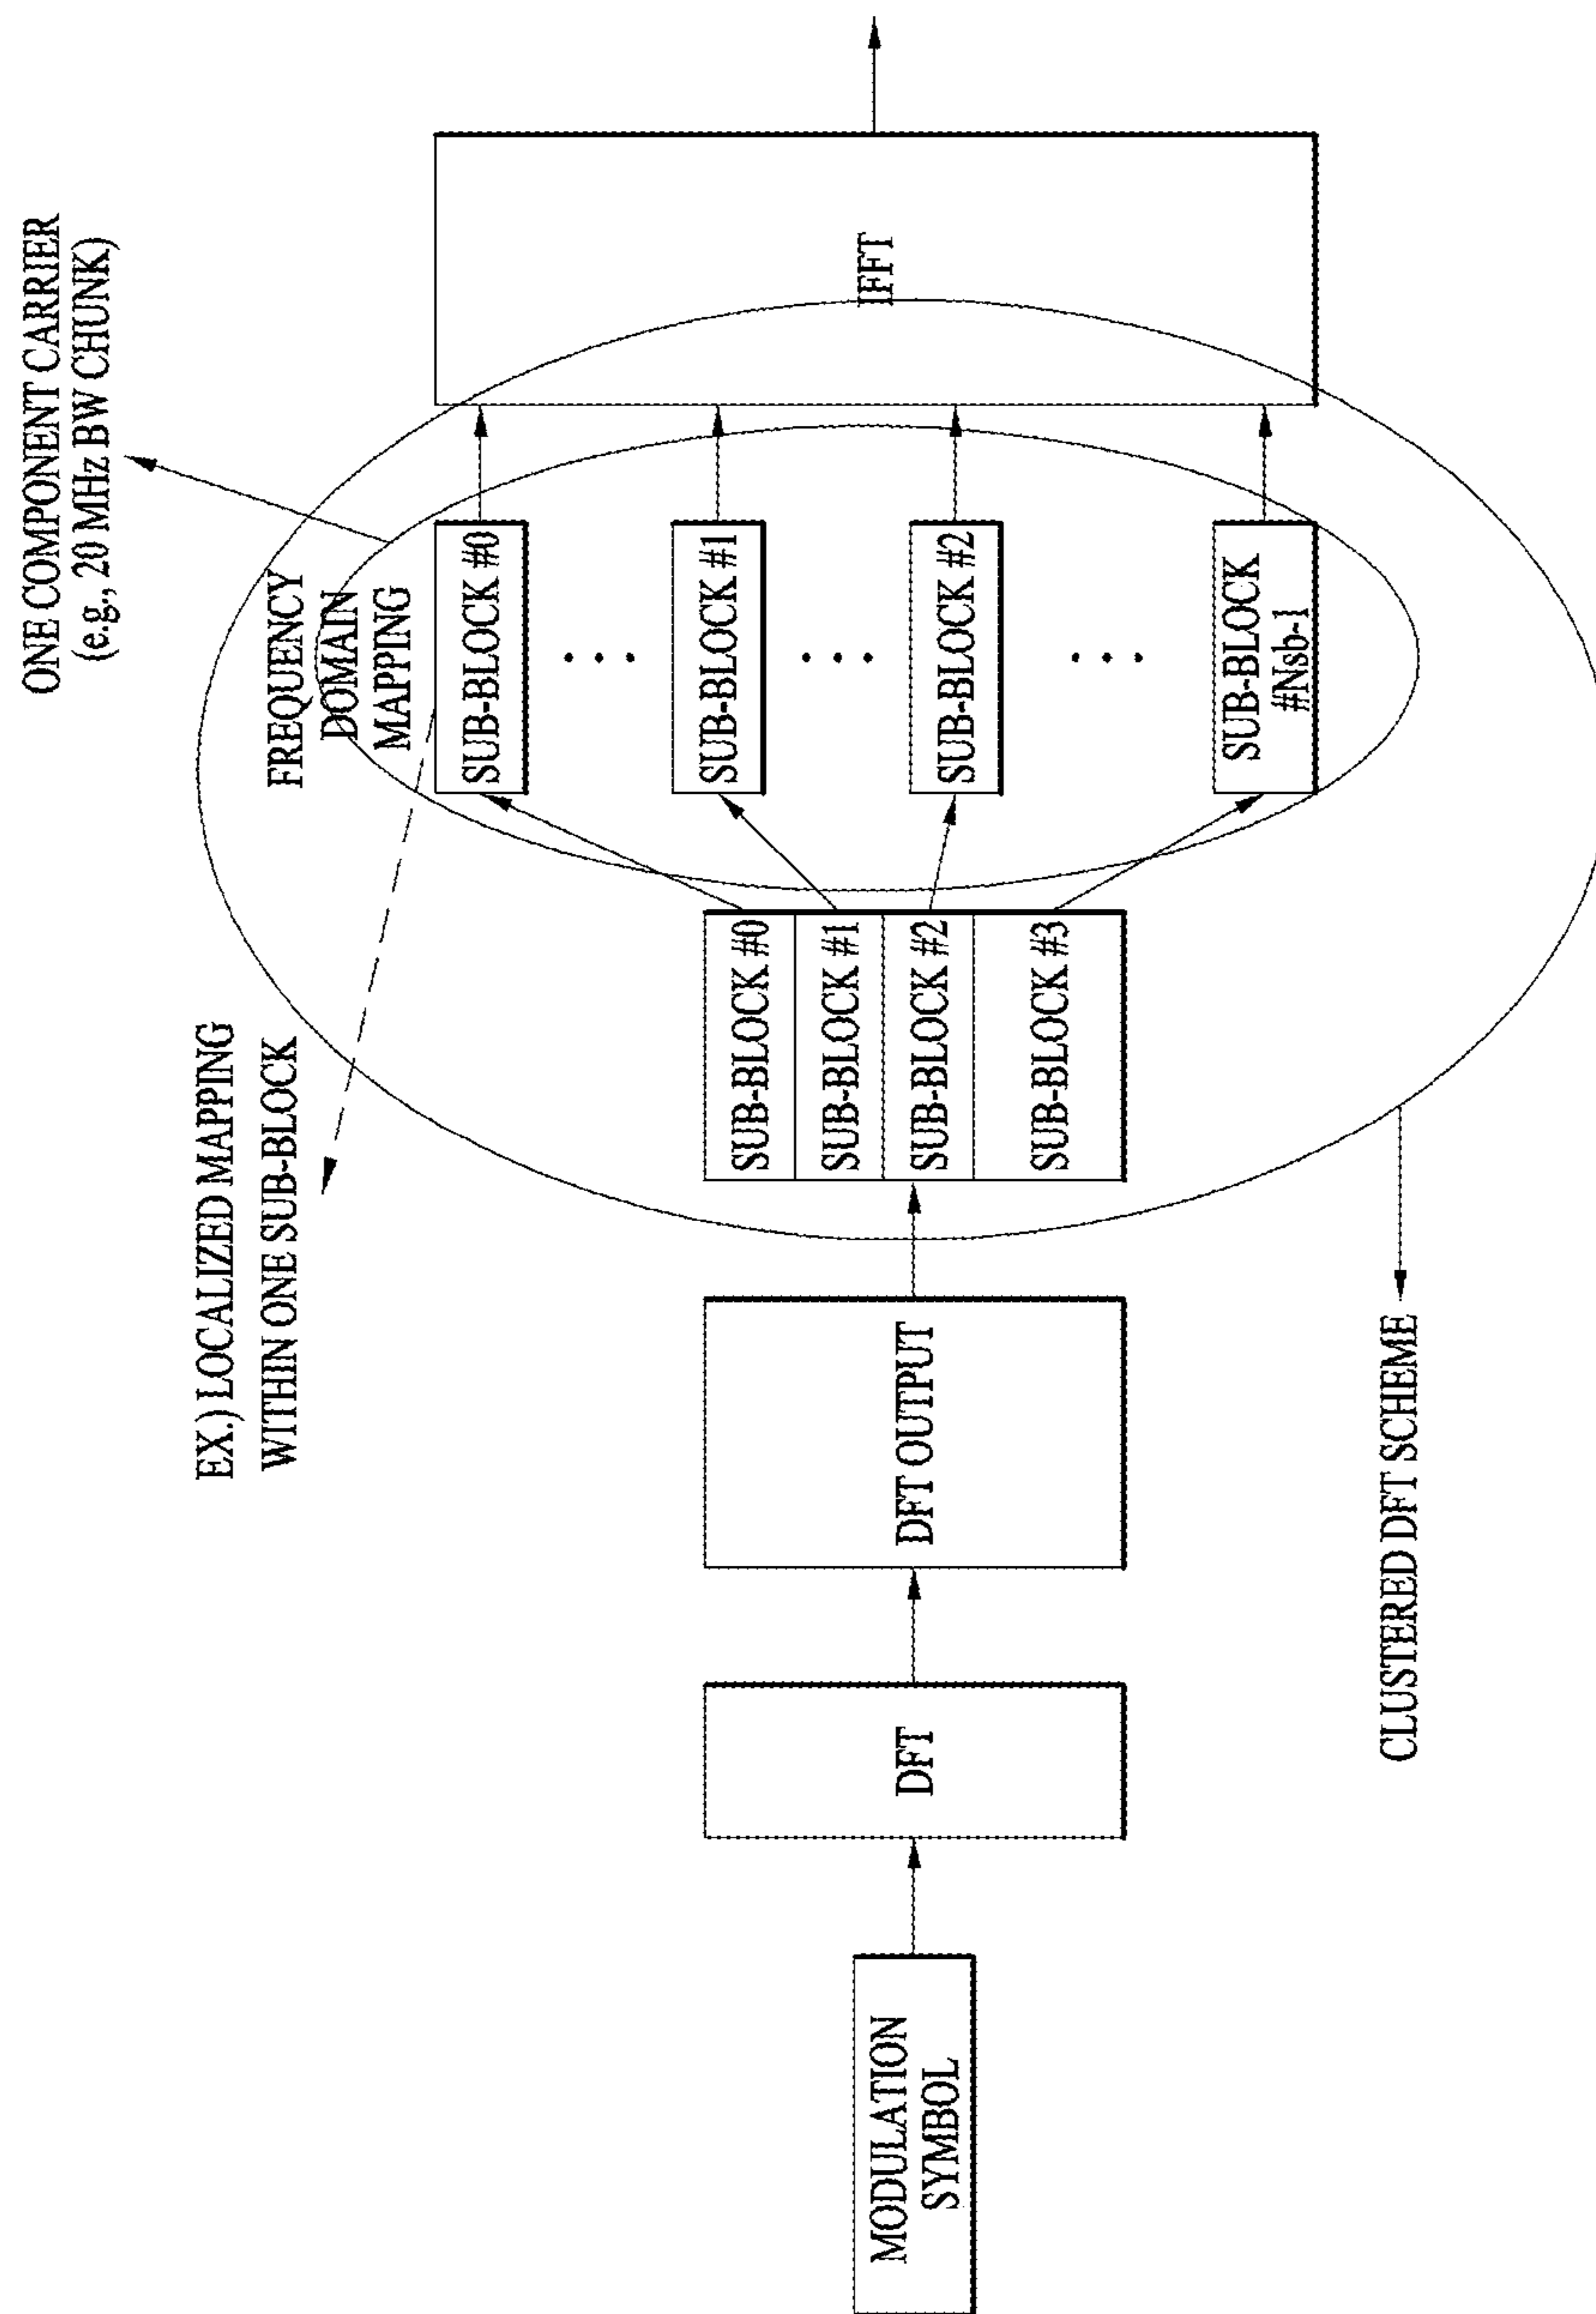 ONE COMPONENT CARRIER
(e.g., 20 MHz BW CHUNK)
EX.) LOCALIZED MAPPING
WITHIN ONE SUB-BLOCK
FREQUENCY
DOMAIN
MAPPING
MODULATION
SYMBOL
DFT
DFT OUTPUT
SUB-BLOCK #0
SUB-BLOCK #1
SUB-BLOCK #2
SUB-BLOCK #3
SUB-BLOCK #0
SUB-BLOCK #1
SUB-BLOCK #2
SUB-BLOCK
#Nsb-1
IFFT
CLUSTERED DFT SCHEME